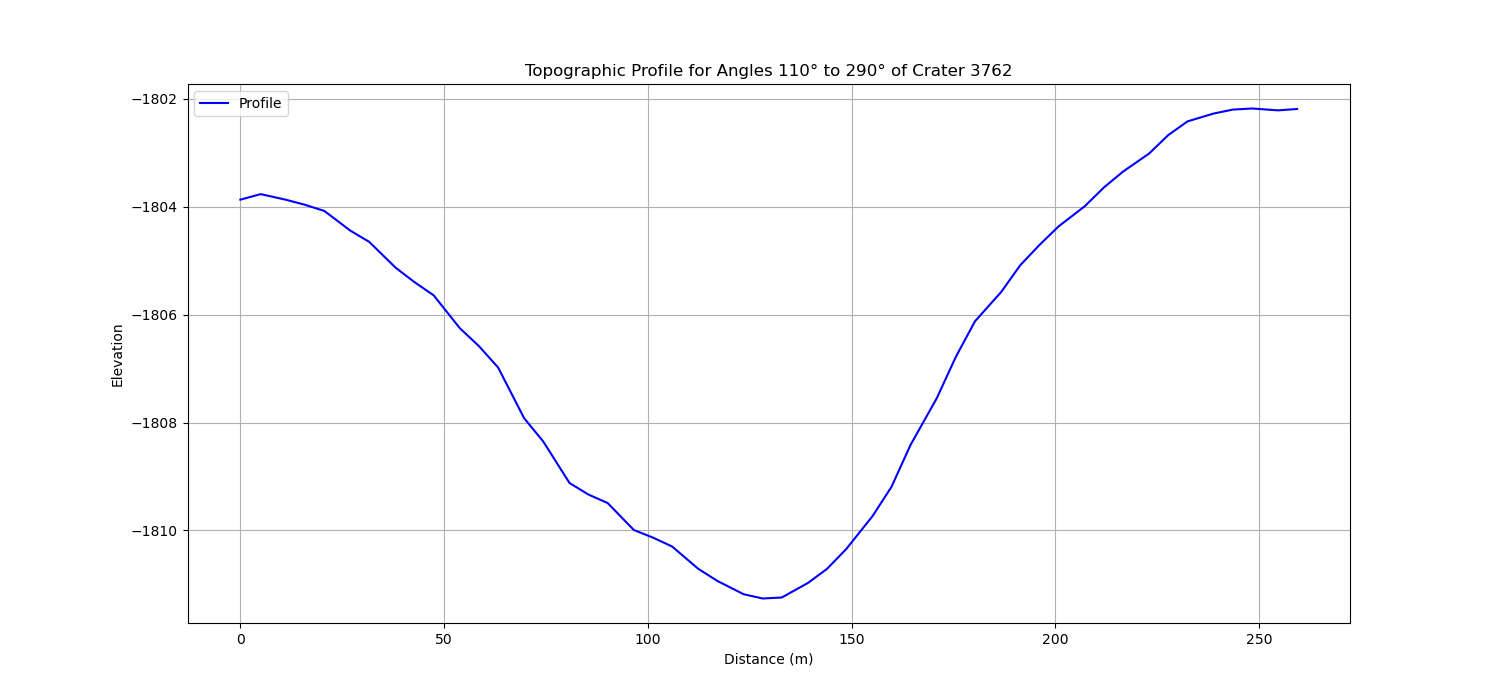 Topographic Profile for Angles 110° to 290° of Crater 3762
Profile
−1802
−1804
−1806
−1808
−1810
Elevation
0 50 100 150 200 250
Distance (m)